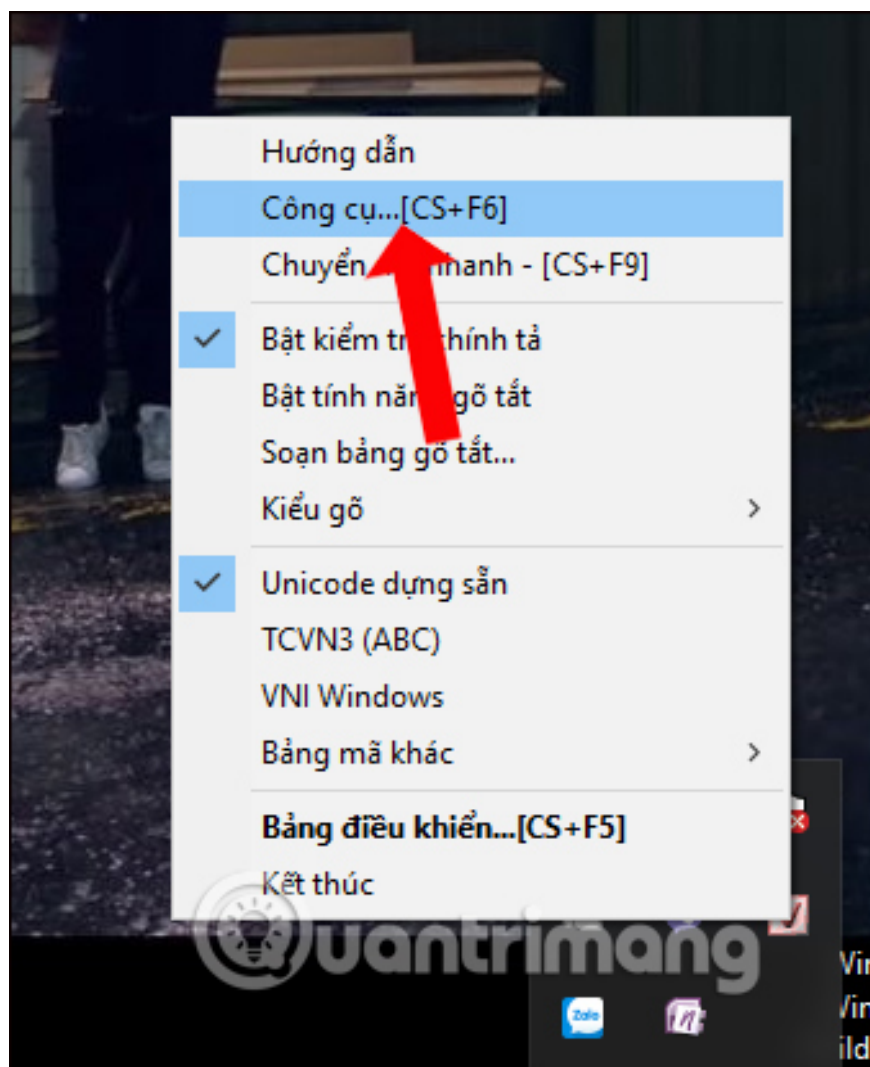 Hướng dẫn
Công cụ...[CS+F6]
Chuyển nhanh - [CS+F9]
Bật kiểm tra chính tả
Bật tính năng gõ tắt
Soạn bảng gõ tắt...
Kiểu gõ
Unicode dựng sẵn
TCVN3 (ABC)
VNI Windows
Bảng mã khác
Bảng điều khiển...[CS+F5]
Kết thúc
Quantrimang
Zalo